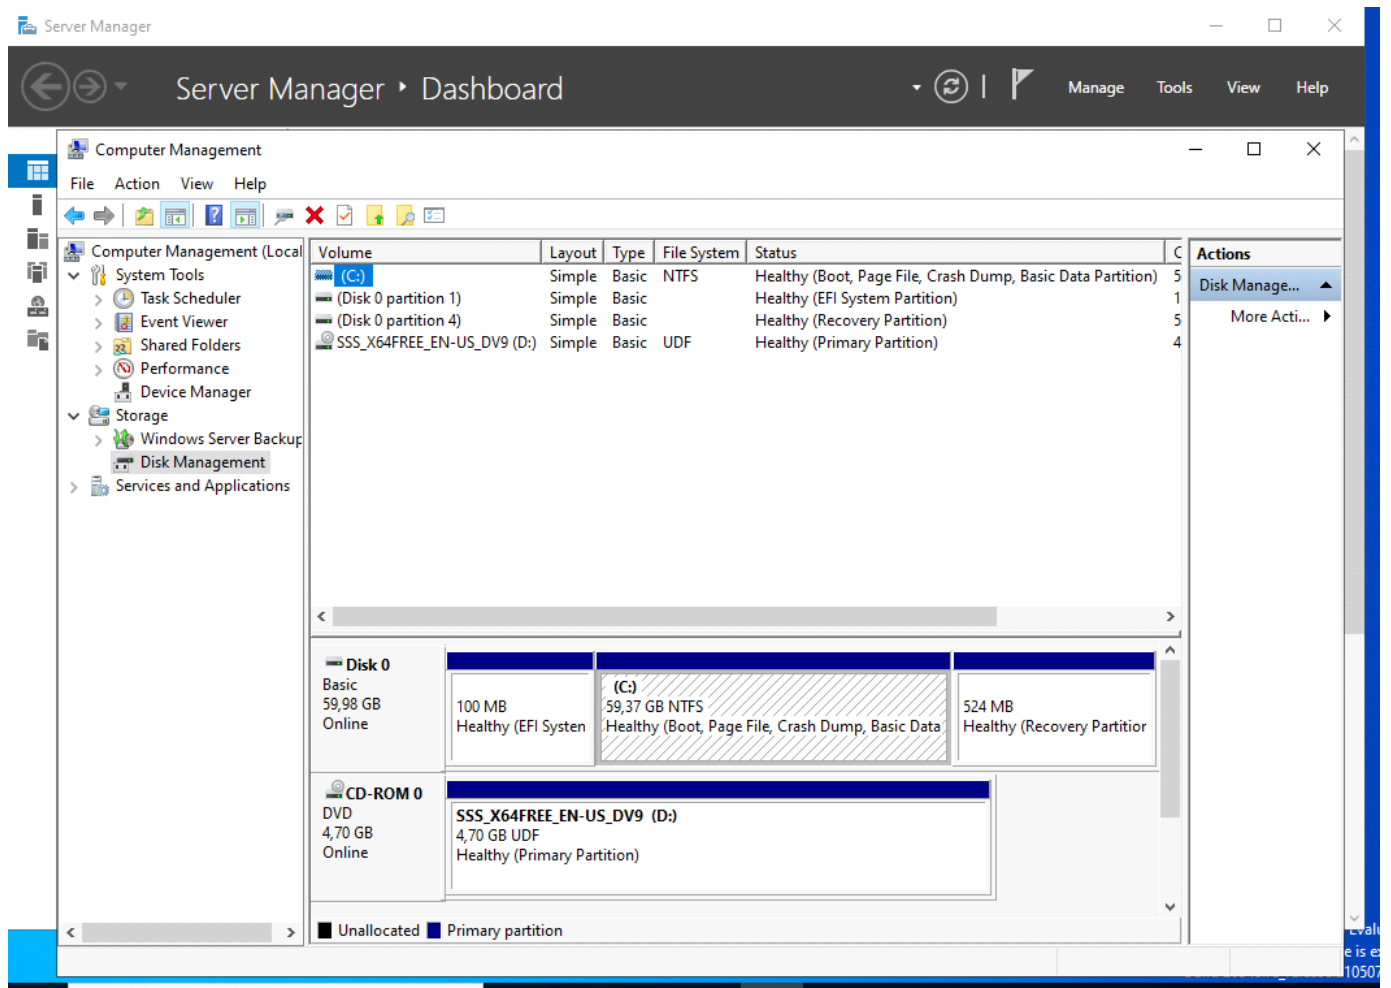 Server Manager
Server Manager • Dashboard
Manage Tools View Help
Computer Management
File Action View Help
Computer Management (Local
System Tools
Task Scheduler
Event Viewer
Shared Folders
Performance
Device Manager
Storage
Windows Server Backup
Disk Management
Services and Applications
Volume Layout Type File System Status C
(C:) Simple Basic NTFS Healthy (Boot, Page File, Crash Dump, Basic Data Partition) 5
(Disk 0 partition 1) Simple Basic Healthy (EFI System Partition) 1
(Disk 0 partition 4) Simple Basic Healthy (Recovery Partition) 5
SSS_X64FREE_EN-US_DV9 (D:) Simple Basic UDF Healthy (Primary Partition) 4
Actions
Disk Manage...
More Acti...
Disk 0
Basic
59,98 GB
Online
100 MB
Healthy (EFI System
(C:)
59,37 GB NTFS
Healthy (Boot, Page File, Crash Dump, Basic Data
524 MB
Healthy (Recovery Partition
CD-ROM 0
DVD
4,70 GB
Online
SSS_X64FREE_EN-US_DV9 (D:)
4,70 GB UDF
Healthy (Primary Partition)
Unallocated Primary partition
e is e
10507